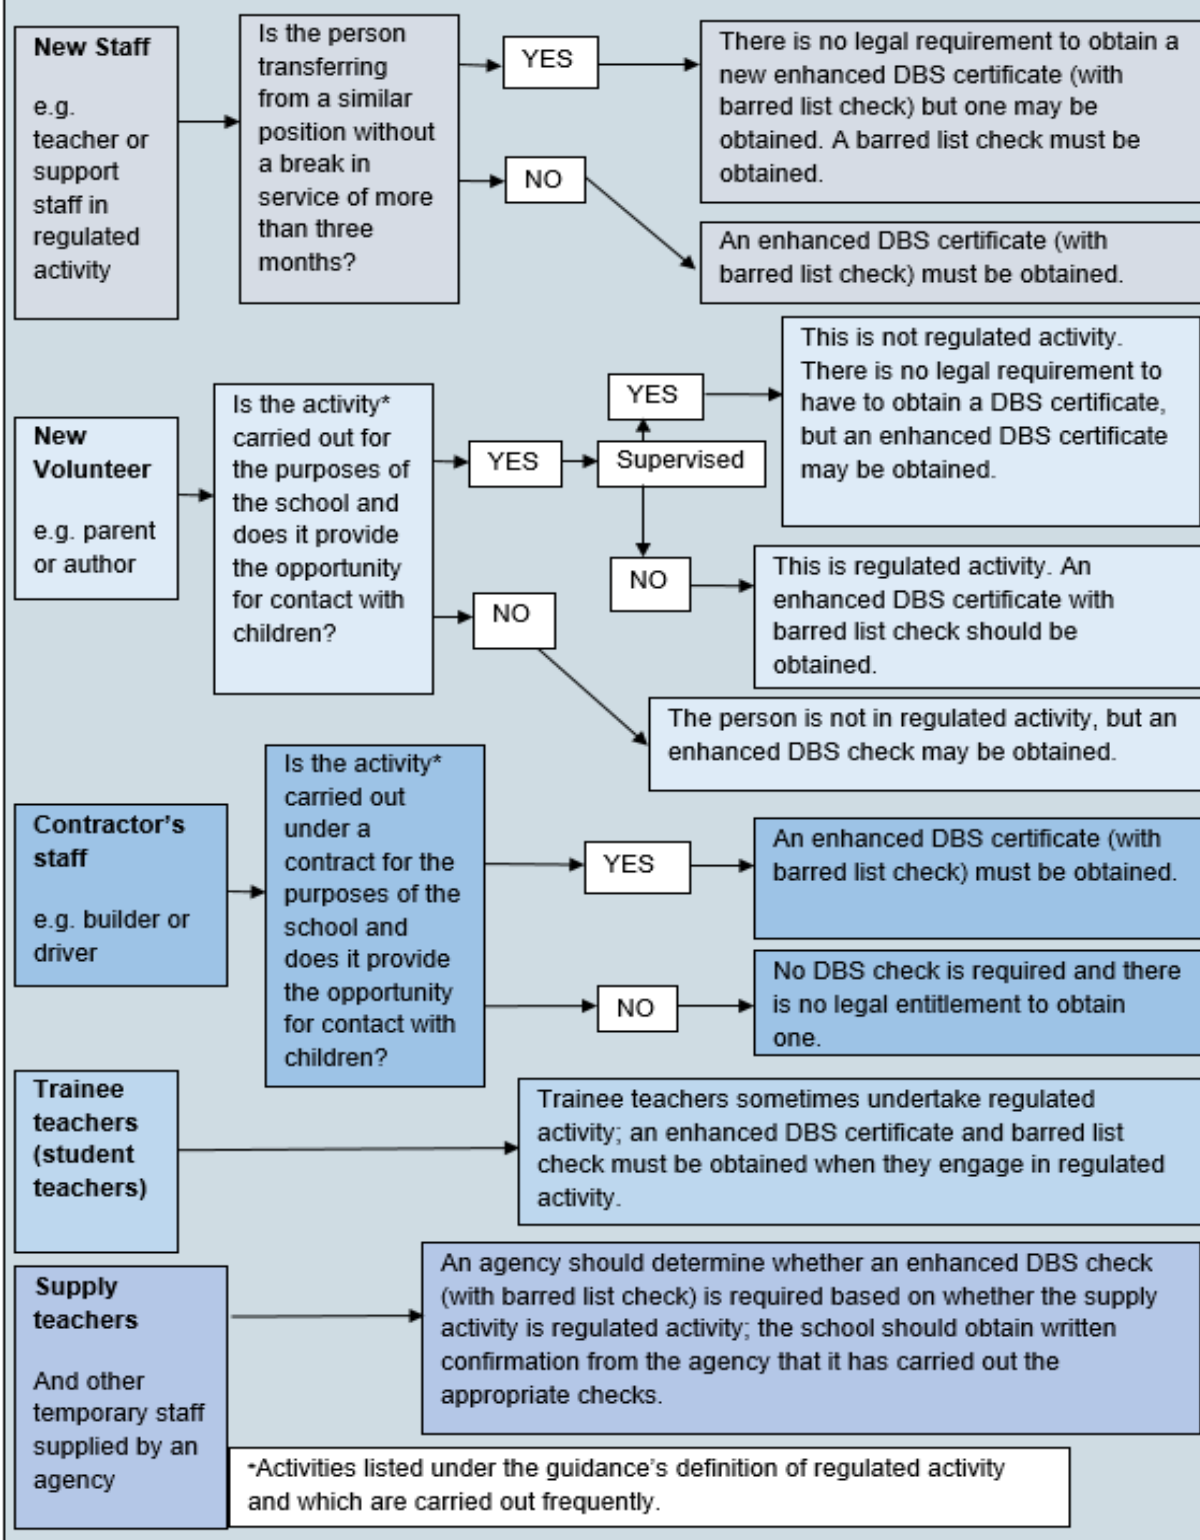 New Staff
e.g.
teacher or
support
staff in
regulated
activity
Is the person
transferring
from a similar
position without
a break in
service of more
than three
months?
YES
NO
There is no legal requirement to obtain a
new enhanced DBS certificate (with
barred list check) but one may be
obtained. A barred list check must be
obtained.
An enhanced DBS certificate (with
barred list check) must be obtained.
New
Volunteer
e.g. parent
or author
Is the activity*
carried out for
the purposes of
the school and
does it provide
the opportunity
for contact with
children?
YES
Supervised
YES
NO
NO
This is not regulated activity.
There is no legal requirement to
have to obtain a DBS certificate,
but an enhanced DBS certificate
may be obtained.
This is regulated activity. An
enhanced DBS certificate with
barred list check should be
obtained.
The person is not in regulated activity, but an
enhanced DBS check may be obtained.
Contractor's
staff
e.g. builder or
driver
Is the activity*
carried out
under a
contract for the
purposes of the
school and
does it provide
the opportunity
for contact with
children?
YES
NO
An enhanced DBS certificate (with
barred list check) must be obtained.
No DBS check is required and there
is no legal entitlement to obtain
one.
Trainee
teachers
(student
teachers)
Trainee teachers sometimes undertake regulated
activity; an enhanced DBS certificate and barred list
check must be obtained when they engage in regulated
activity.
Supply
teachers
And other
temporary staff
supplied by an
agency
An agency should determine whether an enhanced DBS check
(with barred list check) is required based on whether the supply
activity is regulated activity; the school should obtain written
confirmation from the agency that it has carried out the
appropriate checks.
*Activities listed under the guidance's definition of regulated activity
and which are carried out frequently.